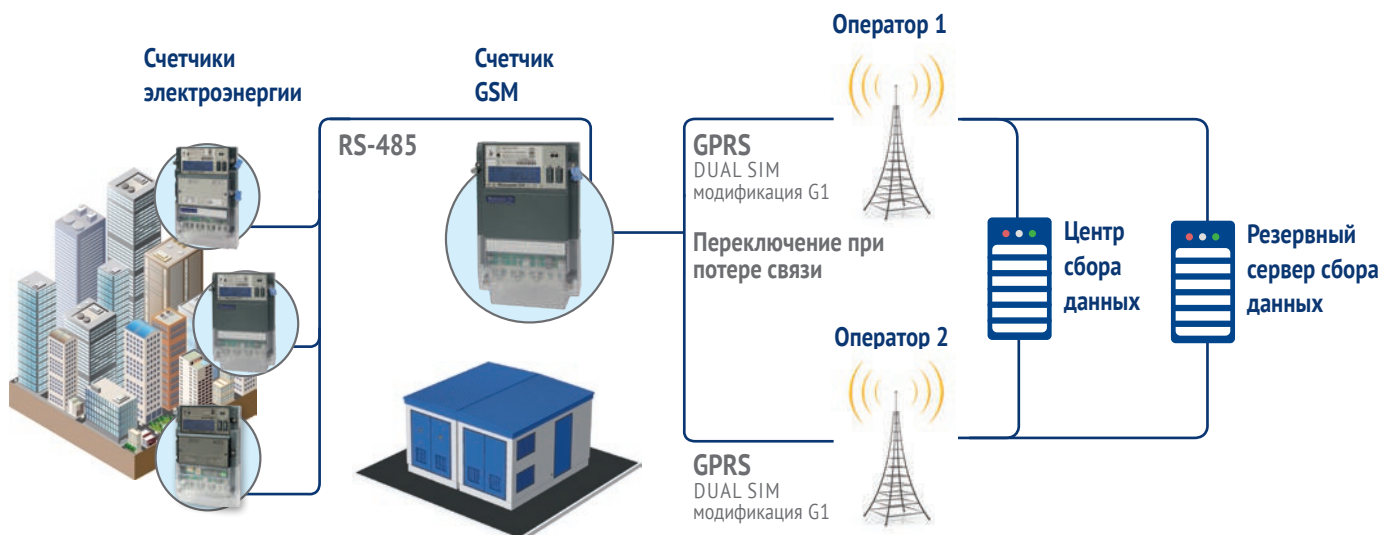 Счетчики
электроэнергии
Счетчик
GSM
RS-485
Оператор 1
GPRS
DUAL SIM
модификация G1
Переключение при
потере связи
Центр
сбора
данных
Резервный
сервер сбора
данных
Оператор 2
GPRS
DUAL SIM
модификация G1